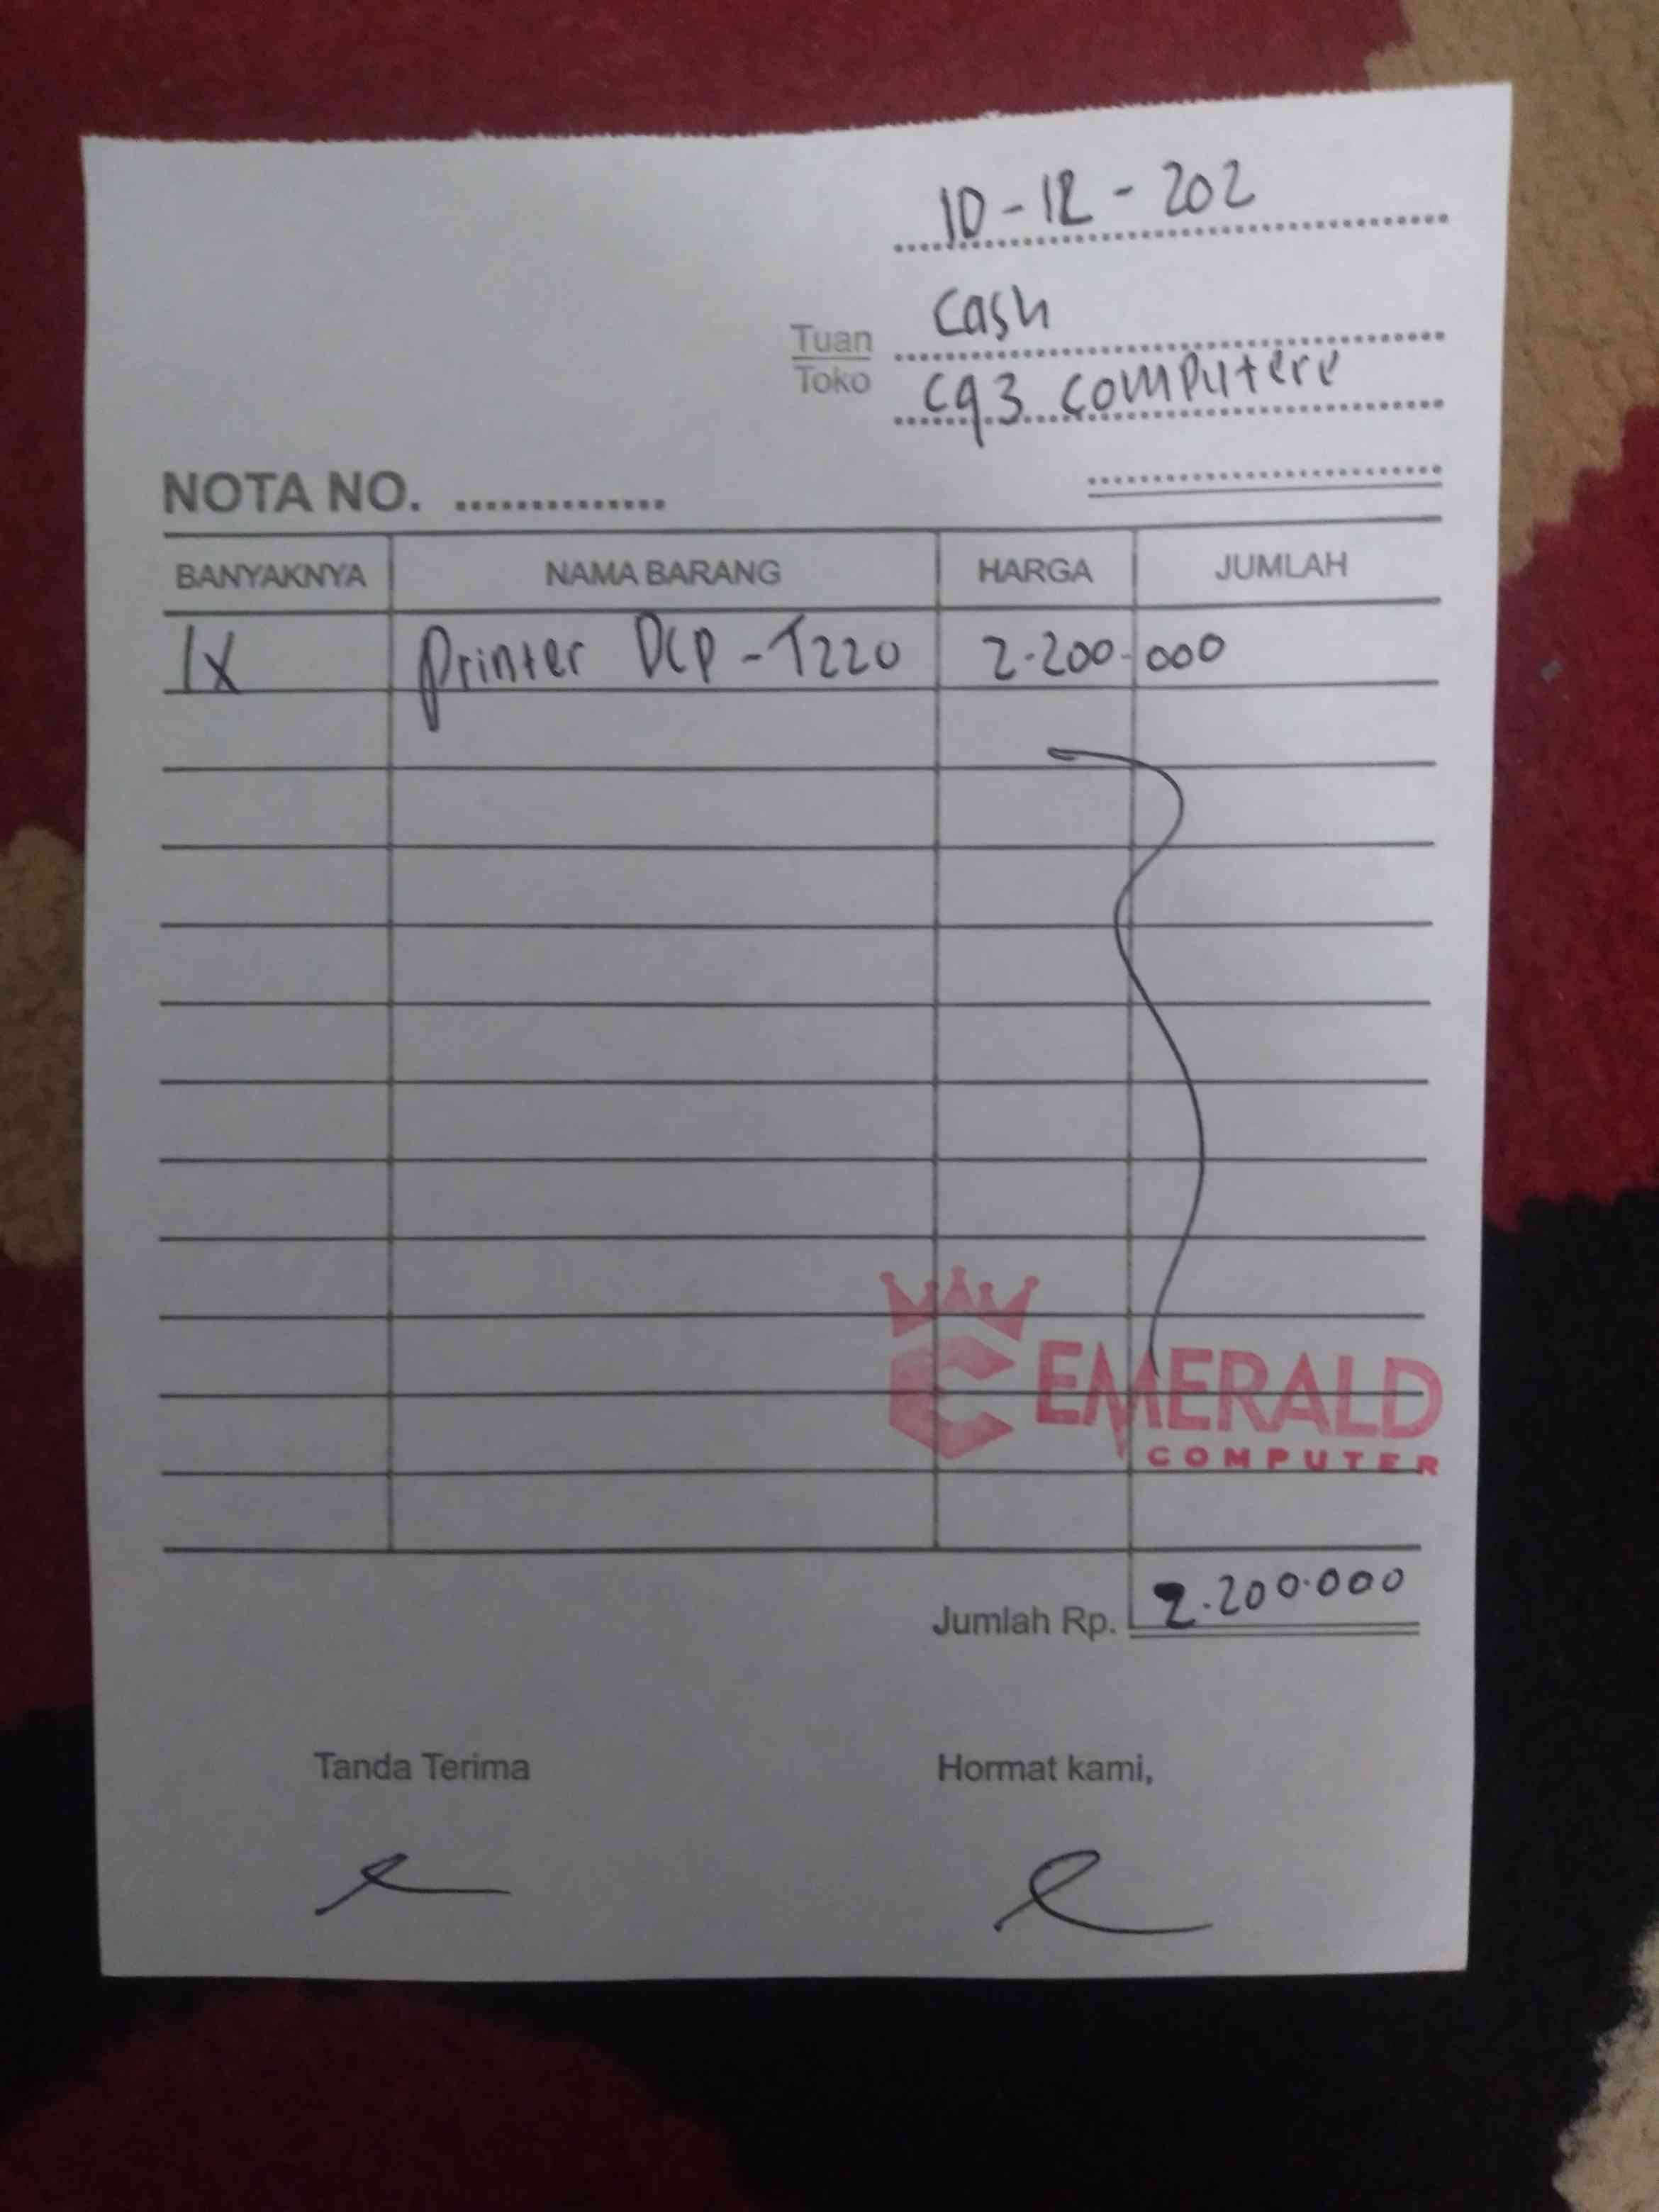 10-12-202
Tuan Cash
Toko cq3 computere
NOTA NO. ..............
BANYAKNYA NAMA BARANG HARGA JUMLAH
1X Printer DCP-T220 2.200.000
EMERALD
COMPUTER
Jumlah Rp. 2.200.000
Tanda Terima Hormat kami,